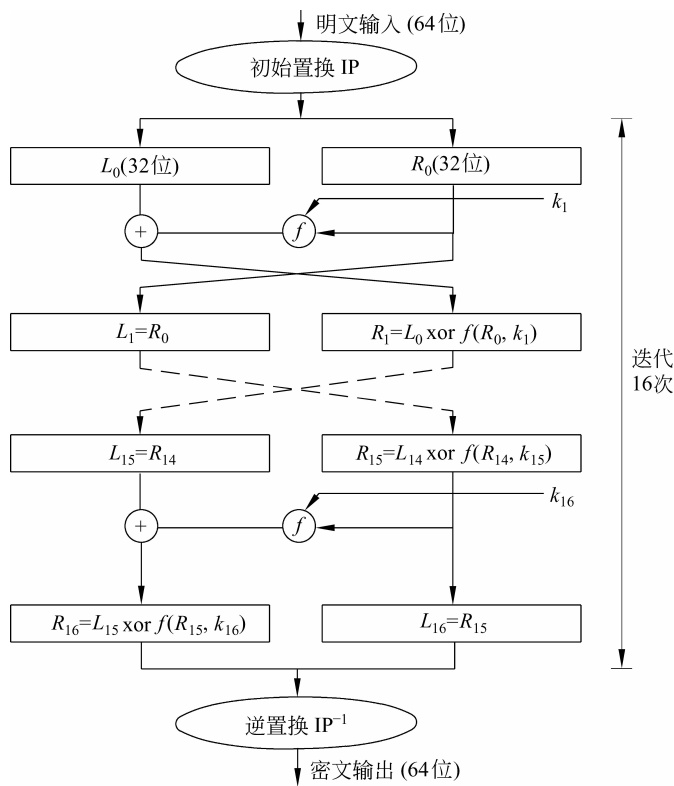 明文输入 (64位)
初始置换 IP
L₀(32位)
R₀(32位)
k₁
+
f
L₁=R₀
R₁=L₀ xor f(R₀, k₁)
迭代
16次
L₁₅=R₁₄
R₁₅=L₁₄ xor f(R₁₄, k₁₅)
k₁₆
+
f
R₁₆=L₁₅ xor f(R₁₅, k₁₆)
L₁₆=R₁₅
逆置换 IP⁻¹
密文输出 (64位)